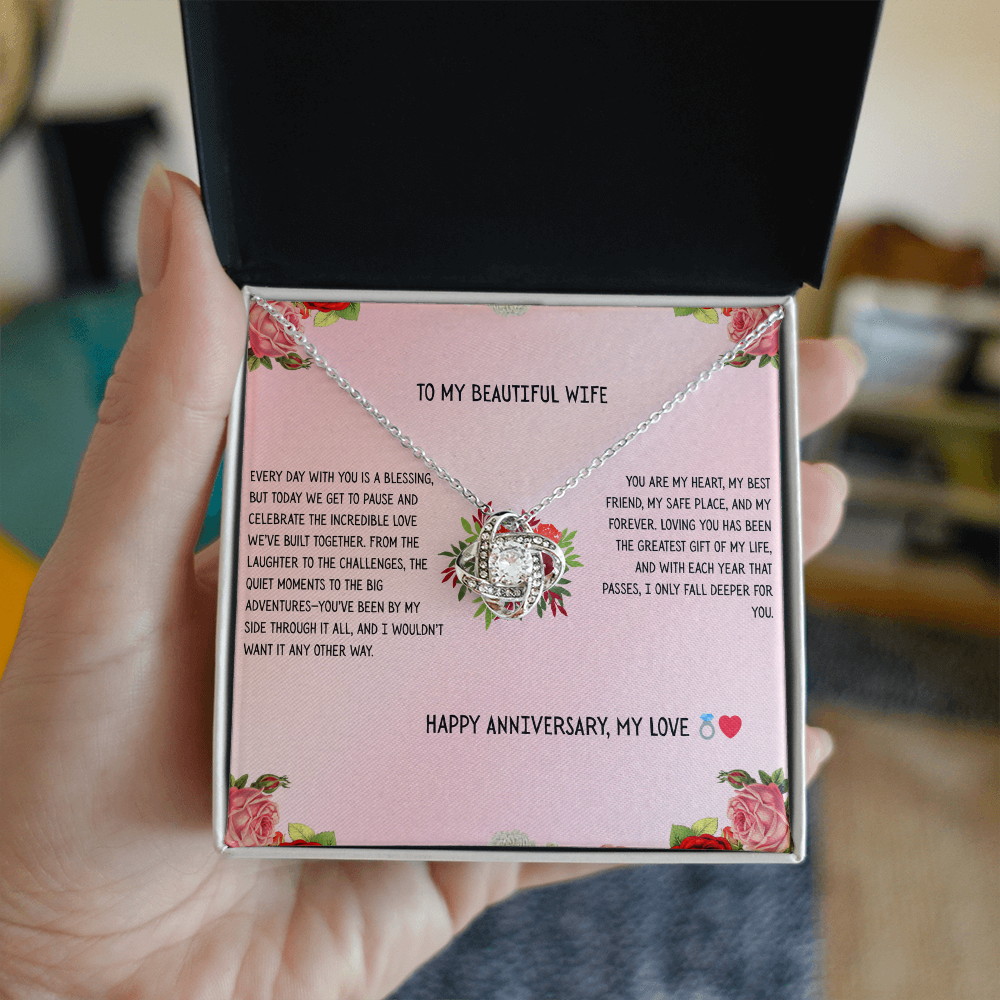 TO MY BEAUTIFUL WIFE
EVERY DAY WITH YOU IS A BLESSING,
BUT TODAY WE GET TO PAUSE AND
CELEBRATE THE INCREDIBLE LOVE
WE'VE BUILT TOGETHER. FROM THE
LAUGHTER TO THE CHALLENGES, THE
QUIET MOMENTS TO THE BIG
ADVENTURES—YOU'VE BEEN BY MY
SIDE THROUGH IT ALL, AND I WOULDN'T
WANT IT ANY OTHER WAY.
YOU ARE MY HEART, MY BEST
FRIEND, MY SAFE PLACE, AND MY
FOREVER. LOVING YOU HAS BEEN
THE GREATEST GIFT OF MY LIFE,
AND WITH EACH YEAR THAT
PASSES, I ONLY FALL DEEPER FOR
YOU.
HAPPY ANNIVERSARY, MY LOVE 💍❤️